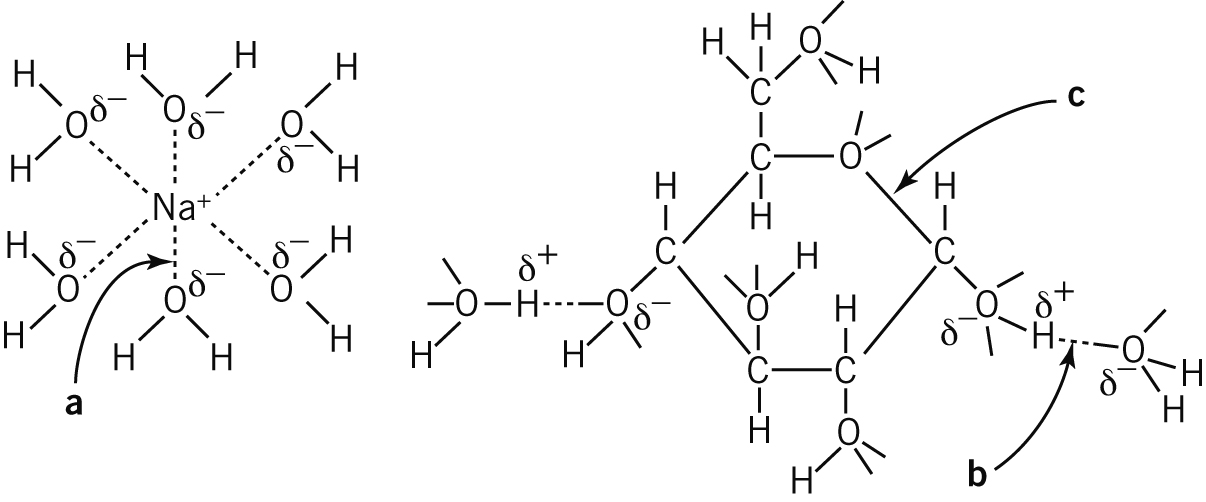 H H H H H H O δ− H
H C O H
O δ− O δ− O δ− C O c
H H H H H
Na+
H δ− δ− H C C
O δ− O δ+ O H δ+
H O H O δ− O H δ− H
H H H H H H H O δ− H
C C H
a H O b
H